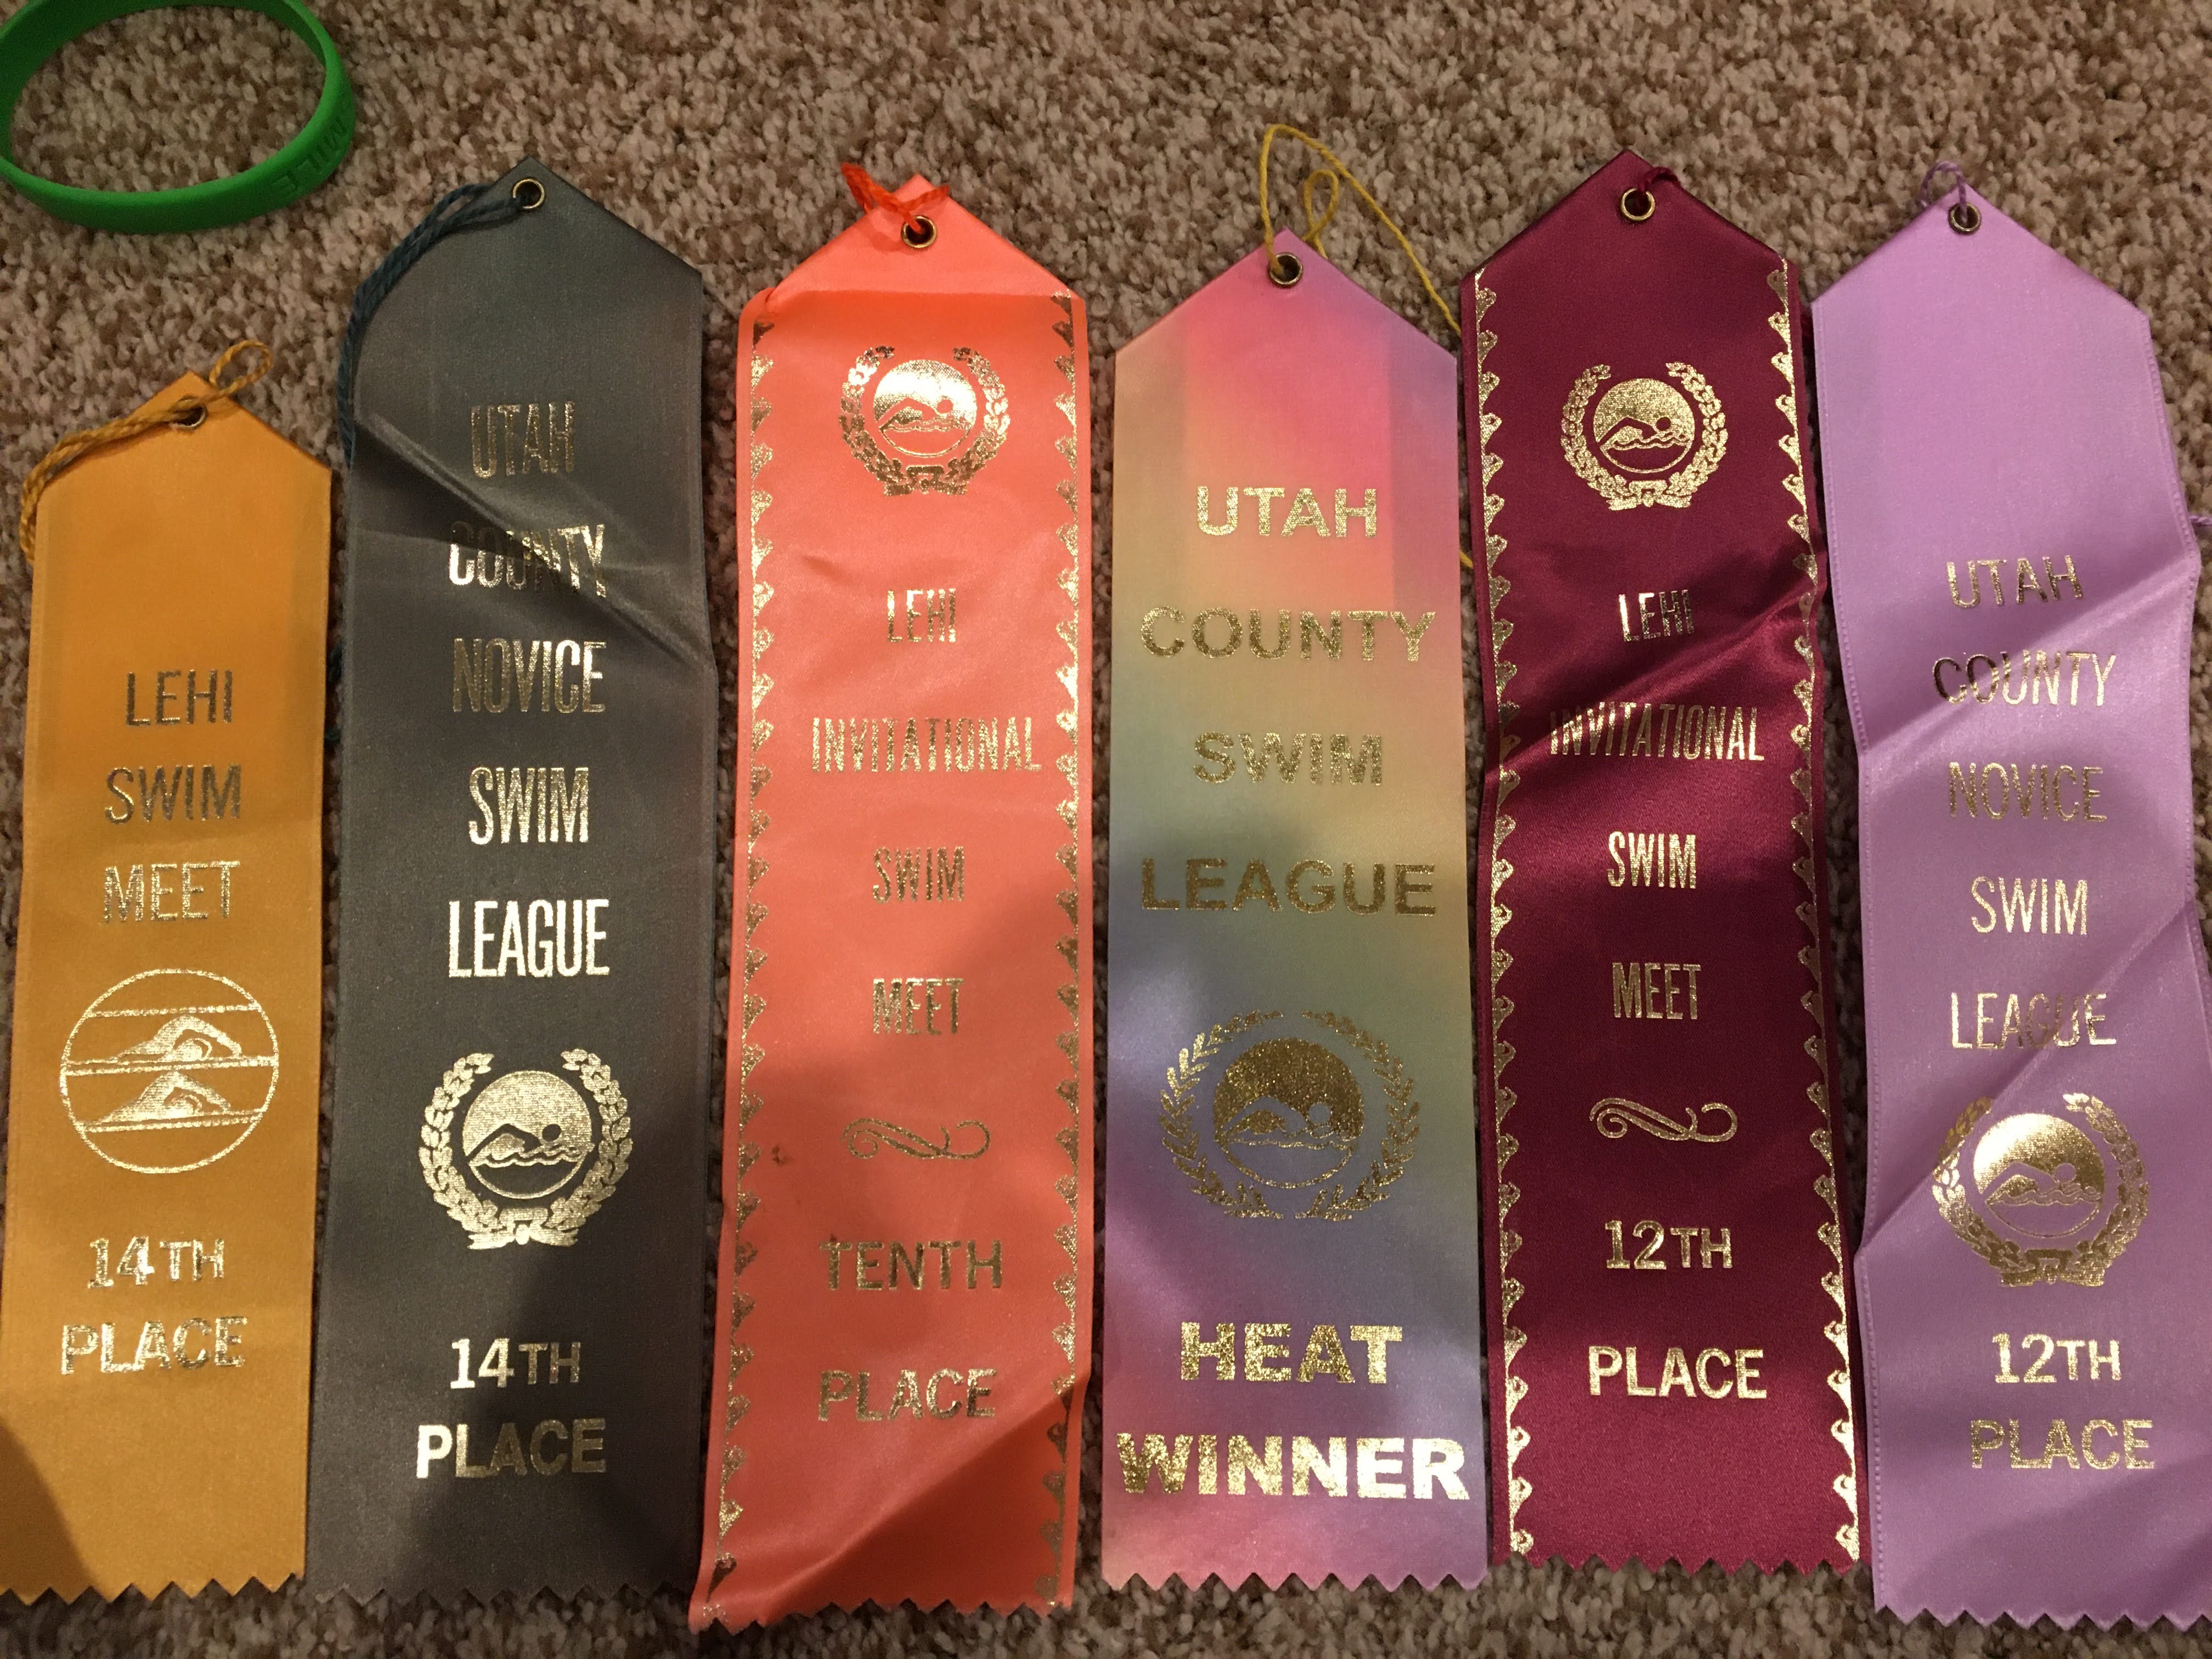 LEHI
SWIM
MEET
14TH
PLACE
UTAH
COUNTY
NOVICE
SWIM
LEAGUE
14TH
PLACE
LEHI
INVITATIONAL
SWIM
MEET
TENTH
PLACE
UTAH
COUNTY
SWIM
LEAGUE
HEAT
WINNER
LEHI
INVITATIONAL
SWIM
MEET
12TH
PLACE
UTAH
COUNTY
NOVICE
SWIM
LEAGUE
12TH
PLACE